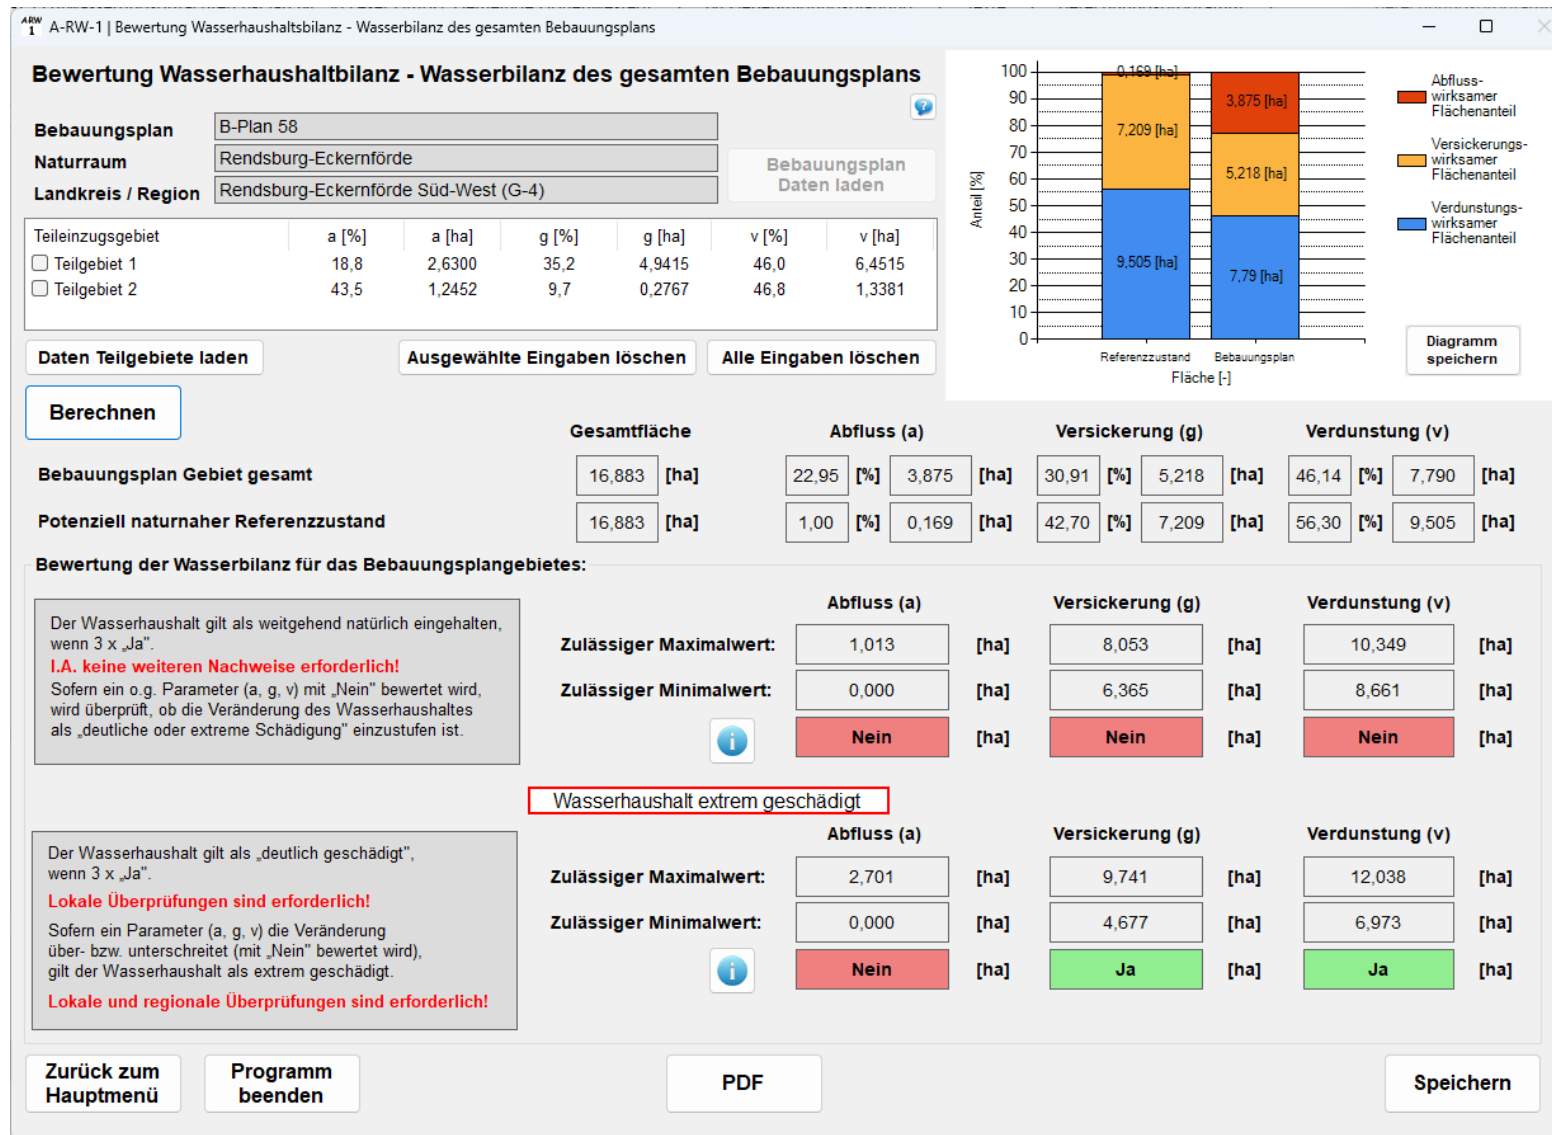 ARW
1
A-RW-1 | Bewertung Wasserhaushaltsbilanz - Wasserbilanz des gesamten Bebauungsplans
Bewertung Wasserhaushaltbilanz - Wasserbilanz des gesamten Bebauungsplans
Bebauungsplan B-Plan 58
Naturraum Rendsburg-Eckernförde
Landkreis / Region Rendsburg-Eckernförde Süd-West (G-4)
Bebauungsplan
Daten laden
Teileinzugsgebiet a [%] a [ha] g [%] g [ha] v [%] v [ha]
Teilgebiet 1 18,8 2,6300 35,2 4,9415 46,0 6,4515
Teilgebiet 2 43,5 1,2452 9,7 0,2767 46,8 1,3381
Daten Teilgebiete laden Ausgewählte Eingaben löschen Alle Eingaben löschen
Anteil [%]
100
90
80
70
60
50
40
30
20
10
0
0,169 [ha]
7,209 [ha]
9,505 [ha]
3,875 [ha]
5,218 [ha]
7,79 [ha]
Referenzzustand Bebauungsplan
Fläche [-]
Abfluss-
wirksamer
Flächenanteil
Versickerungs-
wirksamer
Flächenanteil
Verdunstungs-
wirksamer
Flächenanteil
Diagramm
speichern
Berechnen
Gesamtfläche Abfluss (a) Versickerung (g) Verdunstung (v)
Bebauungsplan Gebiet gesamt 16,883 [ha] 22,95 [%] 3,875 [ha] 30,91 [%] 5,218 [ha] 46,14 [%] 7,790 [ha]
Potenziell naturnaher Referenzzustand 16,883 [ha] 1,00 [%] 0,169 [ha] 42,70 [%] 7,209 [ha] 56,30 [%] 9,505 [ha]
Bewertung der Wasserbilanz für das Bebauungsplangebietes:
Der Wasserhaushalt gilt als weitgehend natürlich eingehalten,
wenn 3 x „Ja".
I.A. keine weiteren Nachweise erforderlich!
Sofern ein o.g. Parameter (a, g, v) mit „Nein" bewertet wird,
wird überprüft, ob die Veränderung des Wasserhaushaltes
als „deutliche oder extreme Schädigung" einzustufen ist.
Abfluss (a) Versickerung (g) Verdunstung (v)
Zulässiger Maximalwert: 1,013 [ha] 8,053 [ha] 10,349 [ha]
Zulässiger Minimalwert: 0,000 [ha] 6,365 [ha] 8,661 [ha]
Nein [ha] Nein [ha] Nein [ha]
Wasserhaushalt extrem geschädigt
Der Wasserhaushalt gilt als „deutlich geschädigt",
wenn 3 x „Ja".
Lokale Überprüfungen sind erforderlich!
Sofern ein Parameter (a, g, v) die Veränderung
über- bzw. unterschreitet (mit „Nein" bewertet wird),
gilt der Wasserhaushalt als extrem geschädigt.
Lokale und regionale Überprüfungen sind erforderlich!
Abfluss (a) Versickerung (g) Verdunstung (v)
Zulässiger Maximalwert: 2,701 [ha] 9,741 [ha] 12,038 [ha]
Zulässiger Minimalwert: 0,000 [ha] 4,677 [ha] 6,973 [ha]
Nein [ha] Ja [ha] Ja [ha]
Zurück zum
Hauptmenü
Programm
beenden
PDF
Speichern